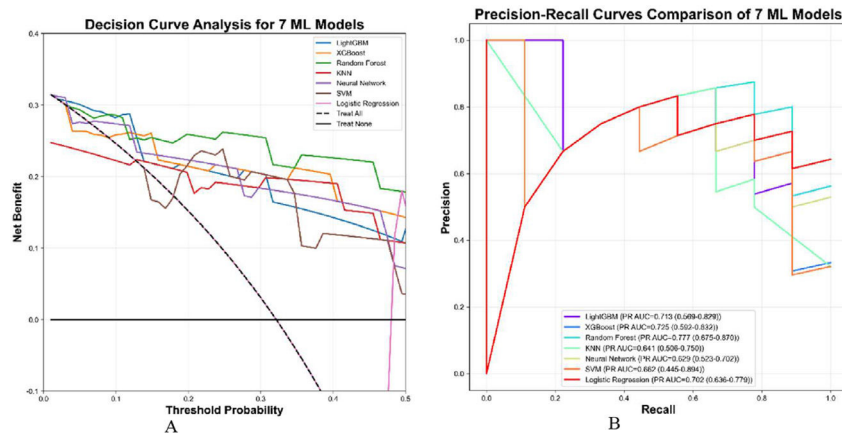 Decision Curve Analysis for 7 ML Models
LightGBM
XGBoost
Random Forest
KNN
Neural Network
SVM
Logistic Regression
Treat All
Treat None
0.4
0.3
0.2
0.1
0.0
-0.1
Net Benefit
0.0
0.1
0.2
0.3
0.4
0.5
Threshold Probability
A
Precision-Recall Curves Comparison of 7 ML Models
1.0
0.8
0.6
0.4
0.2
0.0
Precision
LightGBM (PR AUC=0.713 (0.569-0.829))
XGBoost (PR AUC=0.725 (0.592-0.832))
Random Forest (PR AUC=0.777 (0.675-0.870))
KNN (PR AUC=0.641 (0.506-0.750))
Neural Network (PR AUC=0.629 (0.523-0.702))
SVM (PR AUC=0.662 (0.445-0.894))
Logistic Regression (PR AUC=0.702 (0.636-0.779))
0.0
0.2
0.4
0.6
0.8
1.0
Recall
B